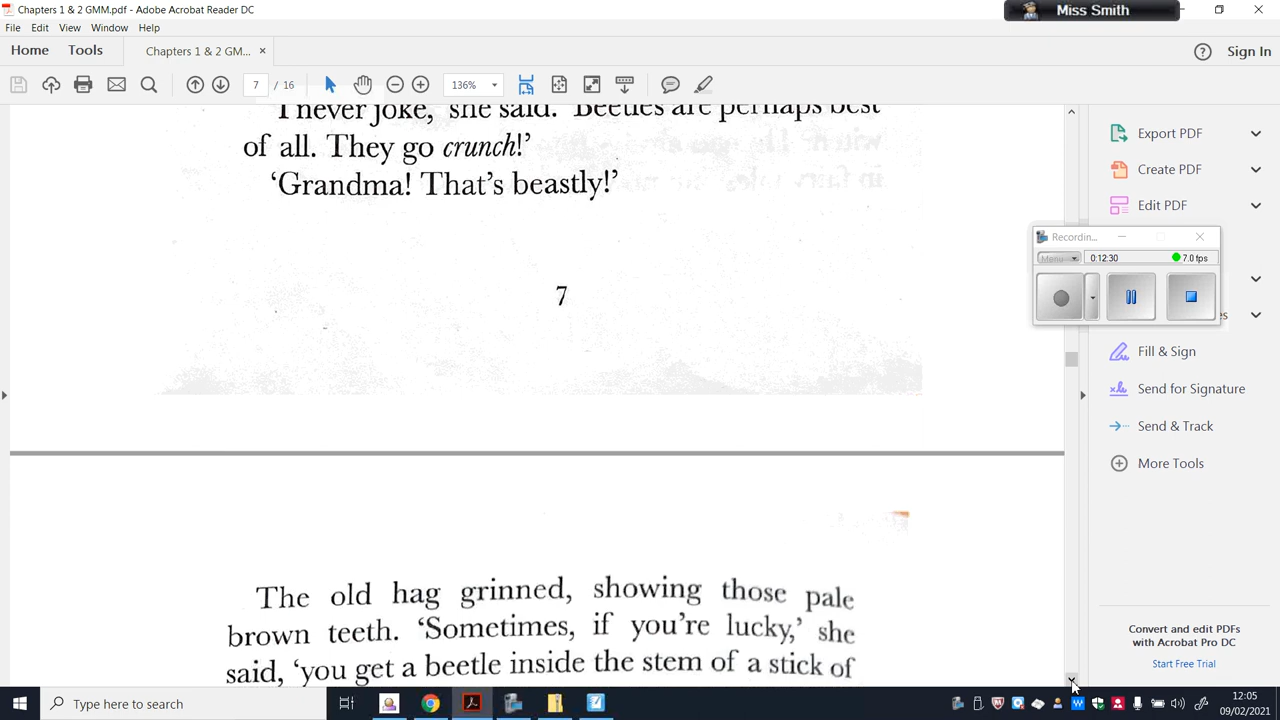 Chapters 1 & 2 GMM.pdf - Adobe Acrobat Reader DC
Miss Smith
File Edit View Window Help
Home Tools Chapters 1 & 2 GM... ×
Sign In
7 / 16 136%
'I never joke,' she said. 'Beetles are perhaps best
of all. They go crunch!'
'Grandma! That's beastly!'
7
The old hag grinned, showing those pale
brown teeth. 'Sometimes, if you're lucky,' she
said, 'you get a beetle inside the stem of a stick of
Export PDF
Create PDF
Edit PDF
Recordin...
Menu 0:12:30 7.0 fps
Fill & Sign
Send for Signature
Send & Track
More Tools
Convert and edit PDFs
with Acrobat Pro DC
Start Free Trial
Type here to search
12:05
09/02/2021